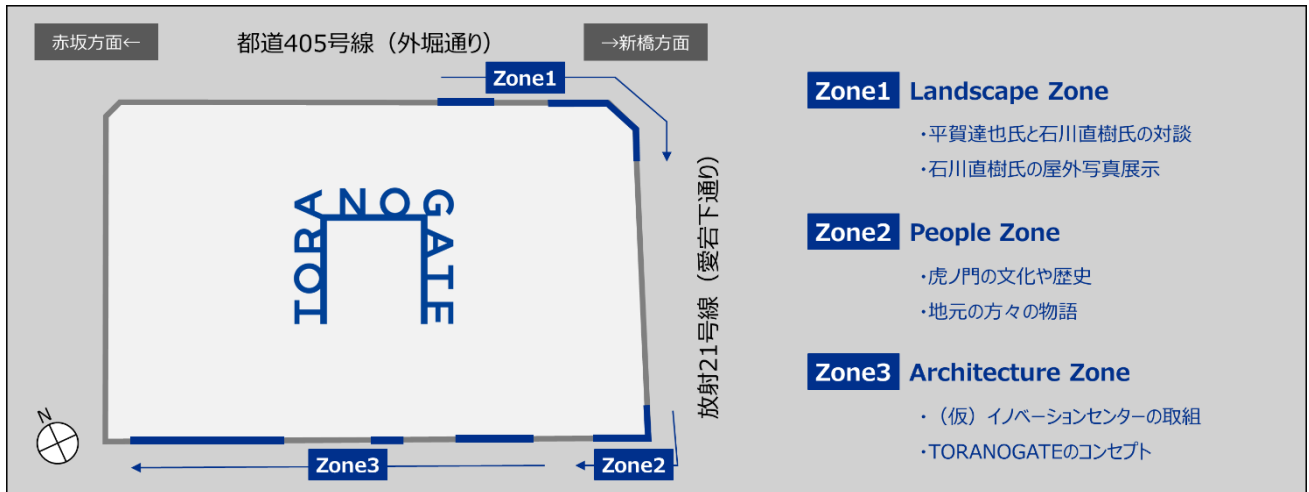 赤坂方面←
都道405号線（外堀通り）
→新橋方面
Zone1
TORANOGATE
放射21号線（愛宕下通り）
N
Zone3
Zone2
Zone1 Landscape Zone
・平賀達也氏と石川直樹氏の対談
・石川直樹氏の屋外写真展示
Zone2 People Zone
・虎ノ門の文化や歴史
・地元の方々の物語
Zone3 Architecture Zone
・（仮）イノベーションセンターの取組
・TORANOGATEのコンセプト